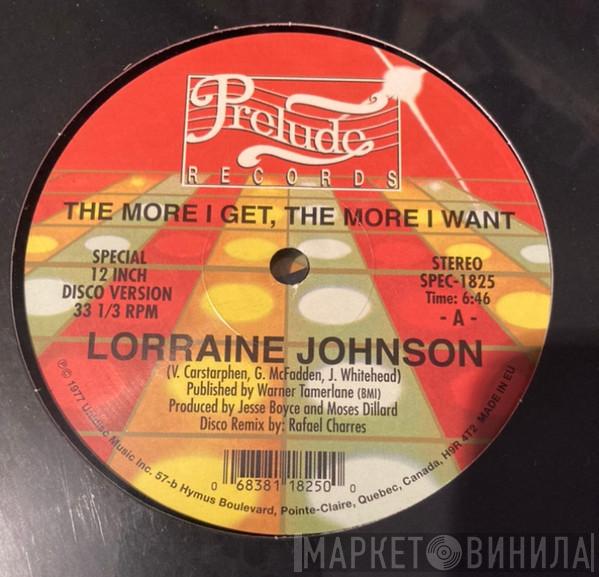 Prelude
RECORDS
THE MORE I GET, THE MORE I WANT
SPECIAL
12 INCH
DISCO VERSION
33 1/3 RPM
STEREO
SPEC-1825
Time: 6:46
- A -
LORRAINE JOHNSON
(V. Carstarphen, G. McFadden, J. Whitehead)
Published by Warner Tamerlane (BMI)
Produced by Jesse Boyce and Moses Dillard
Disco Remix by: Rafael Charres
0 68381 18250 0
℗ © 1977 Unidisc Music Inc. 57-b Hymus Boulevard, Pointe-Claire, Quebec, Canada, H9R 4T2 MADE IN EU
МАРКЕТ ВИНИЛА